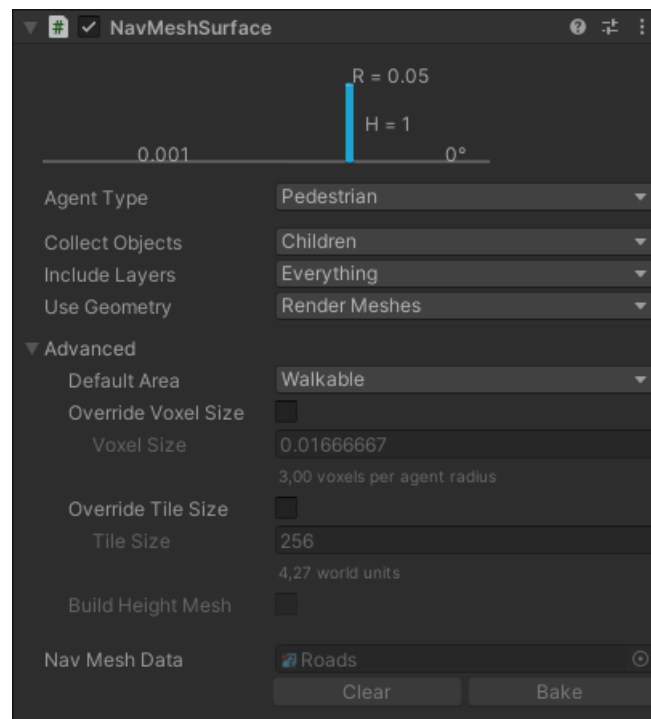 NavMeshSurface
R = 0.05
H = 1
0.001 0°
Agent Type Pedestrian
Collect Objects Children
Include Layers Everything
Use Geometry Render Meshes
Advanced
Default Area Walkable
Override Voxel Size
Voxel Size 0.01666667
3,00 voxels per agent radius
Override Tile Size
Tile Size 256
4,27 world units
Build Height Mesh
Nav Mesh Data Roads
Clear Bake